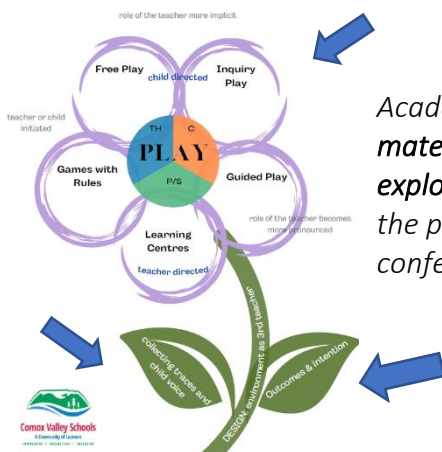 role of the teacher more implicit
Free Play
child directed
Inquiry
Play
teacher or child
initiated
TH
C
PLAY
P/S
Games with
Rules
Guided Play
Learning
Centres
teacher directed
role of the teacher becomes
more pronounced
Acad
mate
explo
the p
confe
collecting traces and
child voice
DESIGN: environment as 3rd teacher
Outcomes & intention
Comox Valley Schools
A Community of Learners